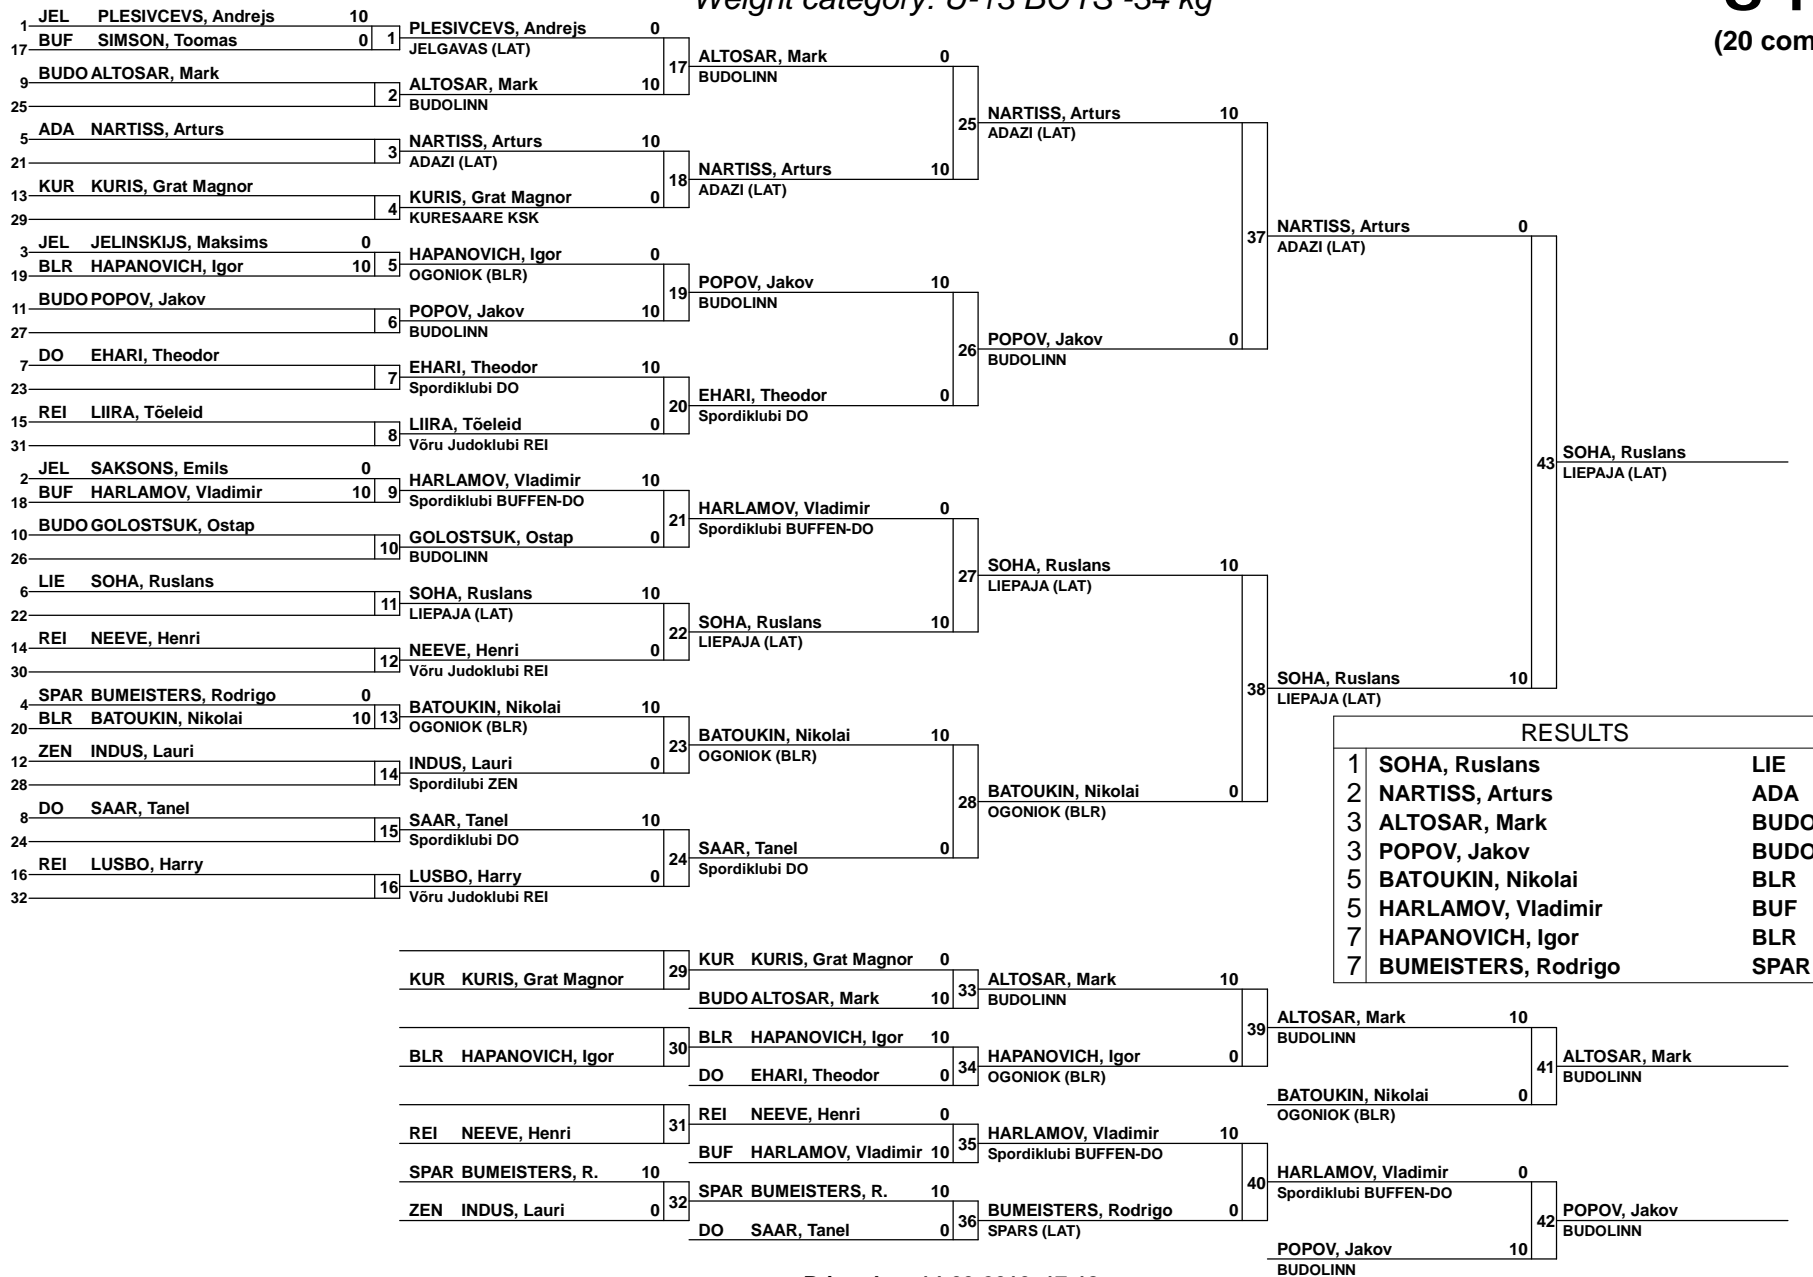 Weight category: U-13 BOYS -34 kg
(20 com
1 JEL PLESIVCEVS, Andrejs 10
17 BUF SIMSON, Toomas 0 1
PLESIVCEVS, Andrejs 0
JELGAVAS (LAT)
9 BUDO ALTOSAR, Mark
25 2
ALTOSAR, Mark 10
BUDOLINN
17 ALTOSAR, Mark 0
BUDOLINN
5 ADA NARTISS, Arturs
21 3
NARTISS, Arturs 10
ADAZI (LAT)
13 KUR KURIS, Grat Magnor
29 4
KURIS, Grat Magnor 0
KURESAARE KSK
18 NARTISS, Arturs 10
ADAZI (LAT)
25 NARTISS, Arturs 10
ADAZI (LAT)
3 JEL JELINSKIJS, Maksims 0
19 BLR HAPANOVICH, Igor 10 5
HAPANOVICH, Igor 0
OGONIOK (BLR)
11 BUDO POPOV, Jakov
27 6
POPOV, Jakov 10
BUDOLINN
19 POPOV, Jakov 10
BUDOLINN
7 DO EHARI, Theodor
23 7
EHARI, Theodor 10
Spordiklubi DO
15 REI LIIRA, Tõeleid
31 8
LIIRA, Tõeleid 0
Võru Judoklubi REI
20 EHARI, Theodor 0
Spordiklubi DO
26 POPOV, Jakov 0
BUDOLINN
37 NARTISS, Arturs 0
ADAZI (LAT)
2 JEL SAKSONS, Emils 0
18 BUF HARLAMOV, Vladimir 10 9
HARLAMOV, Vladimir 10
Spordiklubi BUFFEN-DO
10 BUDO GOLOSTSUK, Ostap
26 10
GOLOSTSUK, Ostap 0
BUDOLINN
21 HARLAMOV, Vladimir 0
Spordiklubi BUFFEN-DO
6 LIE SOHA, Ruslans
22 11
SOHA, Ruslans 10
LIEPAJA (LAT)
14 REI NEEVE, Henri
30 12
NEEVE, Henri 0
Võru Judoklubi REI
22 SOHA, Ruslans 10
LIEPAJA (LAT)
27 SOHA, Ruslans 10
LIEPAJA (LAT)
4 SPAR BUMEISTERS, Rodrigo 0
20 BLR BATOUKIN, Nikolai 10 13
BATOUKIN, Nikolai 10
OGONIOK (BLR)
12 ZEN INDUS, Lauri
28 14
INDUS, Lauri 0
Spordilubi ZEN
23 BATOUKIN, Nikolai 10
OGONIOK (BLR)
8 DO SAAR, Tanel
24 15
SAAR, Tanel 10
Spordiklubi DO
16 REI LUSBO, Harry
32 16
LUSBO, Harry 0
Võru Judoklubi REI
24 SAAR, Tanel 0
Spordiklubi DO
28 BATOUKIN, Nikolai 0
OGONIOK (BLR)
38 SOHA, Ruslans 10
LIEPAJA (LAT)
43 SOHA, Ruslans
LIEPAJA (LAT)
RESULTS
1 SOHA, Ruslans LIE
2 NARTISS, Arturs ADA
3 ALTOSAR, Mark BUDO
3 POPOV, Jakov BUDO
5 BATOUKIN, Nikolai BLR
5 HARLAMOV, Vladimir BUF
7 HAPANOVICH, Igor BLR
7 BUMEISTERS, Rodrigo SPAR
KUR KURIS, Grat Magnor
29 KUR KURIS, Grat Magnor 0
BUDO ALTOSAR, Mark 10
33 ALTOSAR, Mark 10
BUDOLINN
BLR HAPANOVICH, Igor
30 BLR HAPANOVICH, Igor 10
DO EHARI, Theodor 0
34 HAPANOVICH, Igor 0
OGONIOK (BLR)
39 ALTOSAR, Mark 10
BUDOLINN
BATOUKIN, Nikolai 0
OGONIOK (BLR)
41 ALTOSAR, Mark
BUDOLINN
REI NEEVE, Henri
31 REI NEEVE, Henri 0
BUF HARLAMOV, Vladimir 10
35 HARLAMOV, Vladimir 10
Spordiklubi BUFFEN-DO
SPAR BUMEISTERS, R. 10
ZEN INDUS, Lauri 0
32 SPAR BUMEISTERS, R. 10
DO SAAR, Tanel 0
36 BUMEISTERS, Rodrigo 0
SPARS (LAT)
40 HARLAMOV, Vladimir 0
Spordiklubi BUFFEN-DO
POPOV, Jakov 10
BUDOLINN
42 POPOV, Jakov
BUDOLINN